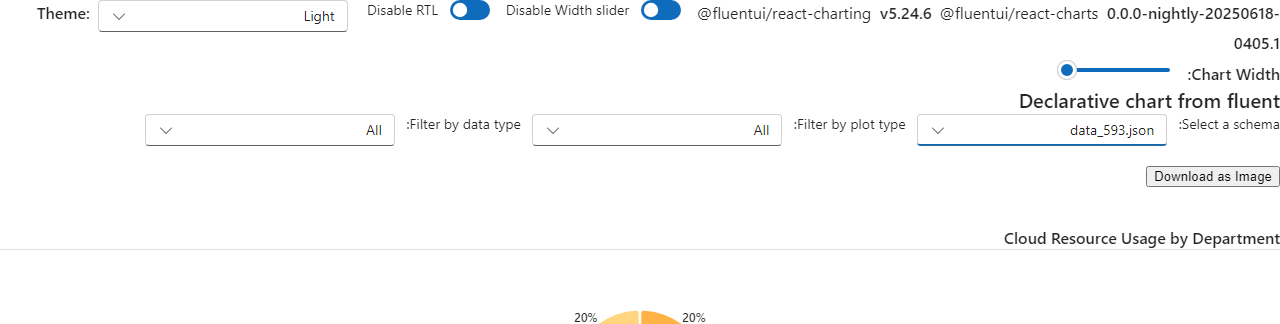 Theme: Light Disable RTL Disable Width slider @fluentui/react-charting v5.24.6 @fluentui/react-charts 0.0.0-nightly-20250618-
0405.1
:Chart Width
Declarative chart from fluent
:Select a schema data_593.json :Filter by plot type All :Filter by data type All
Download as Image
Cloud Resource Usage by Department
20% 20%